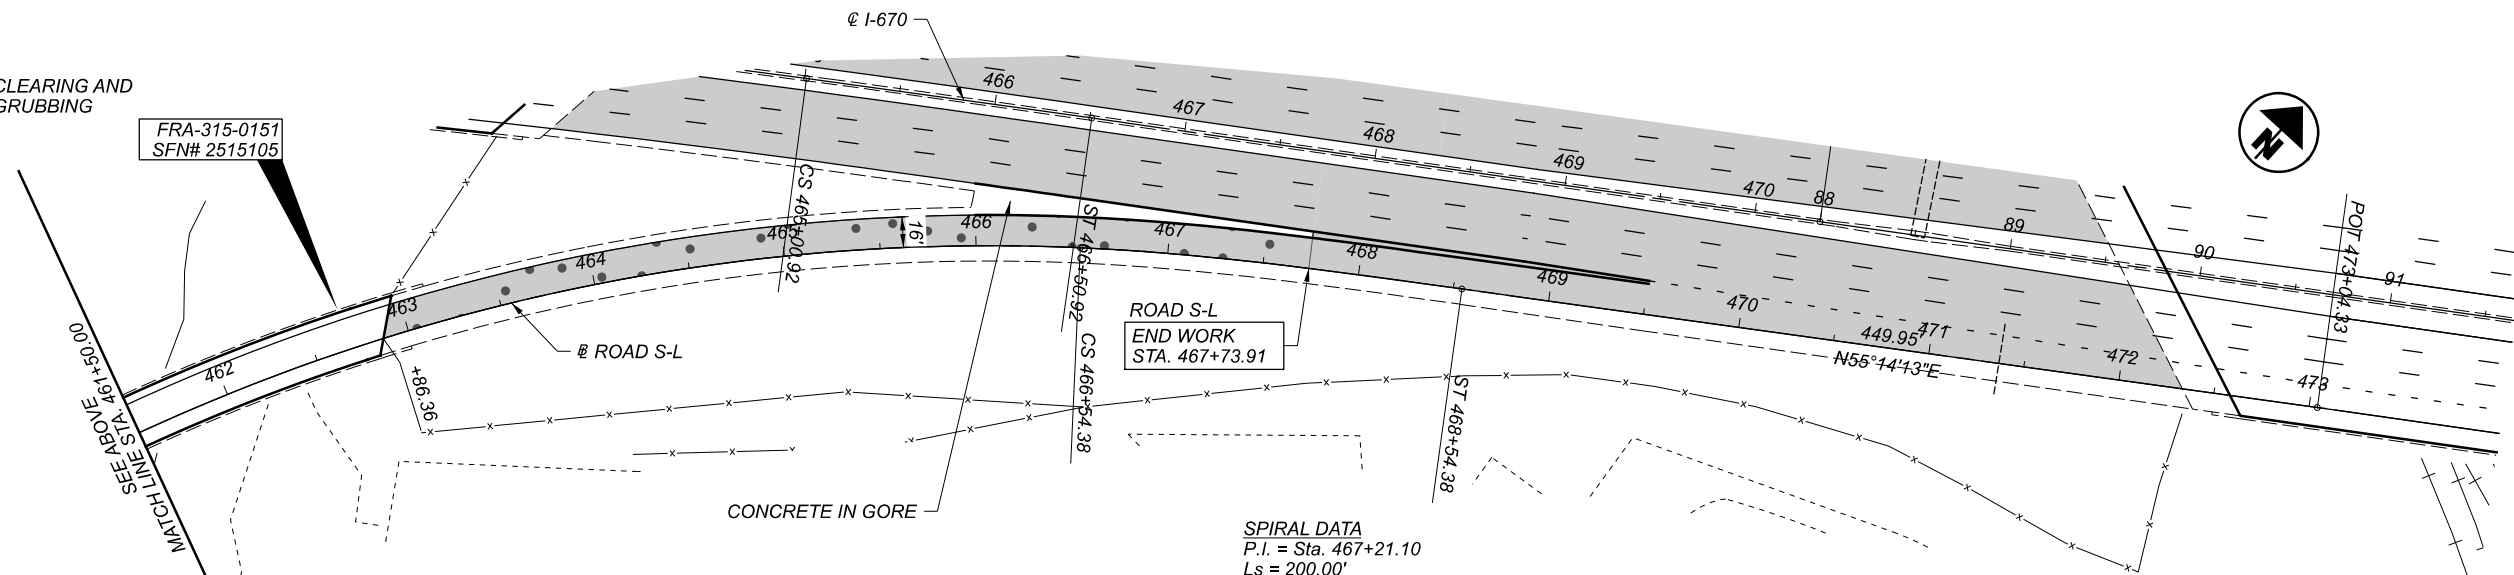 ℄ I-670
CLEARING AND
GRUBBING
FRA-315-0151
SFN# 2515105
466
467
468
469
470
88
89
90
91
N
POT 473+04.33
CS 465+00.92
ST 466+50.92
16'
462
463
464
465
466
467
468
469
470
471
472
473
449.95'
N55°14'13"E
ROAD S-L
END WORK
STA. 467+73.91
℄ ROAD S-L
+86.36
CS 466+54.38
ST 468+54.38
SEE ABOVE
MATCH LINE STA. 461+50.00
CONCRETE IN GORE
SPIRAL DATA
P.I. = Sta. 467+21.10
Ls = 200.00'